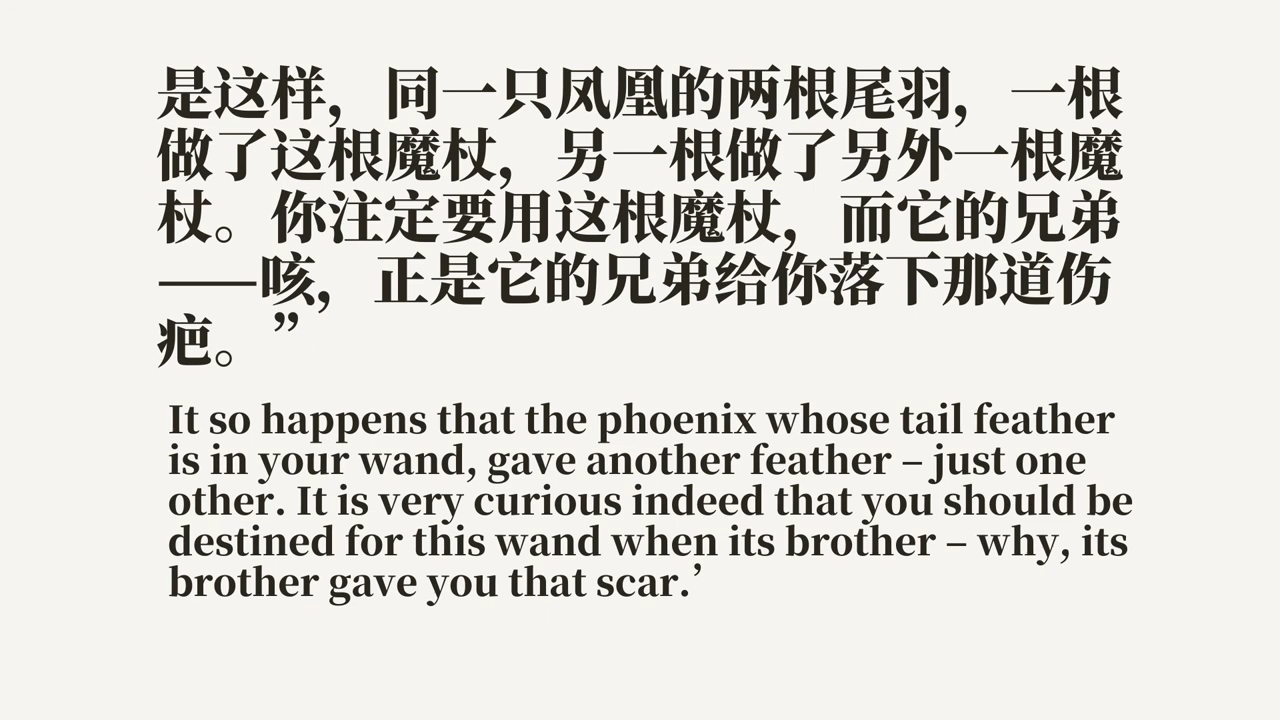 是这样，同一只凤凰的两根尾羽，一根
做了这根魔杖，另一根做了另外一根魔
杖。你注定要用这根魔杖，而它的兄弟
——咳，正是它的兄弟给你落下那道伤
疤。”
It so happens that the phoenix whose tail feather
is in your wand, gave another feather – just one
other. It is very curious indeed that you should be
destined for this wand when its brother – why, its
brother gave you that scar.’